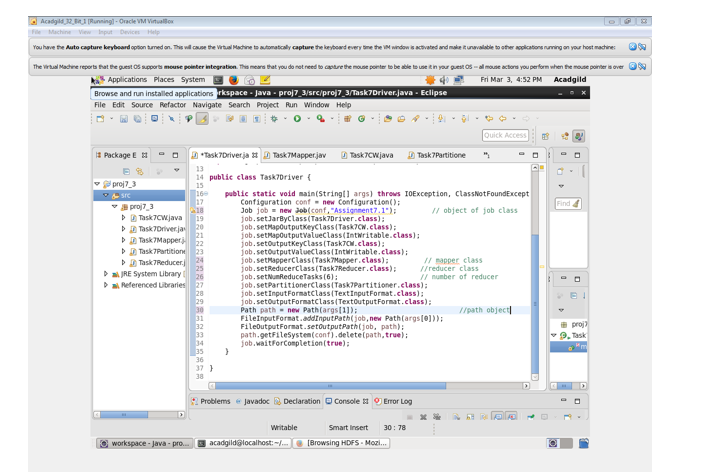 Acadgild_32_Bit_1 [Running] - Oracle VM VirtualBox
File Machine View Input Devices Help
You have the Auto capture keyboard option turned on. This will cause the Virtual Machine to automatically capture the keyboard every time the VM window is activated and make it unavailable to other applications running on your host machine:
The Virtual Machine reports that the guest OS supports mouse pointer integration. This means that you do not need to capture the mouse pointer to be able to use it in your guest OS — all mouse actions you perform when the mouse pointer is over
Applications Places System
Fri Mar 3, 4:52 PM Acadgild
Browse and run installed applications
rkspace - Java - proj7_3/src/proj7_3/Task7Driver.java - Eclipse
File Edit Source Refactor Navigate Search Project Run Window Help
Quick Access
Package E
*Task7Driver.ja Task7Mapper.jav Task7CW.java Task7Partitione
proj7_3
src
proj7_3
Task7CW.java
Task7Driver.jav
Task7Mapper.j
Task7Partitione
Task7Reducer.j
JRE System Library [
Referenced Libraries
13
14 public class Task7Driver {
15
16 public static void main(String[] args) throws IOException, ClassNotFoundExcept
17 Configuration conf = new Configuration();
18 Job job = new Job(conf,"Assignment7.1"); // object of job class
19 job.setJarByClass(Task7Driver.class);
20 job.setMapOutputKeyClass(Task7CW.class);
21 job.setMapOutputValueClass(IntWritable.class);
22 job.setOutputKeyClass(Task7CW.class);
23 job.setOutputValueClass(IntWritable.class);
24 job.setMapperClass(Task7Mapper.class); // mapper class
25 job.setReducerClass(Task7Reducer.class); //reducer class
26 job.setNumReduceTasks(6); // number of reducer
27 job.setPartitionerClass(Task7Partitioner.class);
28 job.setInputFormatClass(TextInputFormat.class);
29 job.setOutputFormatClass(TextOutputFormat.class);
30 Path path = new Path(args[1]); //path object
31 FileInputFormat.addInputPath(job,new Path(args[0]));
32 FileOutputFormat.setOutputPath(job, path);
33 path.getFileSystem(conf).delete(path,true);
34 job.waitForCompletion(true);
35 }
36
37 }
38
Find
proj7
Task
Problems Javadoc Declaration Console Error Log
Writable Smart Insert 30 : 78
workspace - Java - pro... acadgild@localhost:~/... [Browsing HDFS - Mozi...